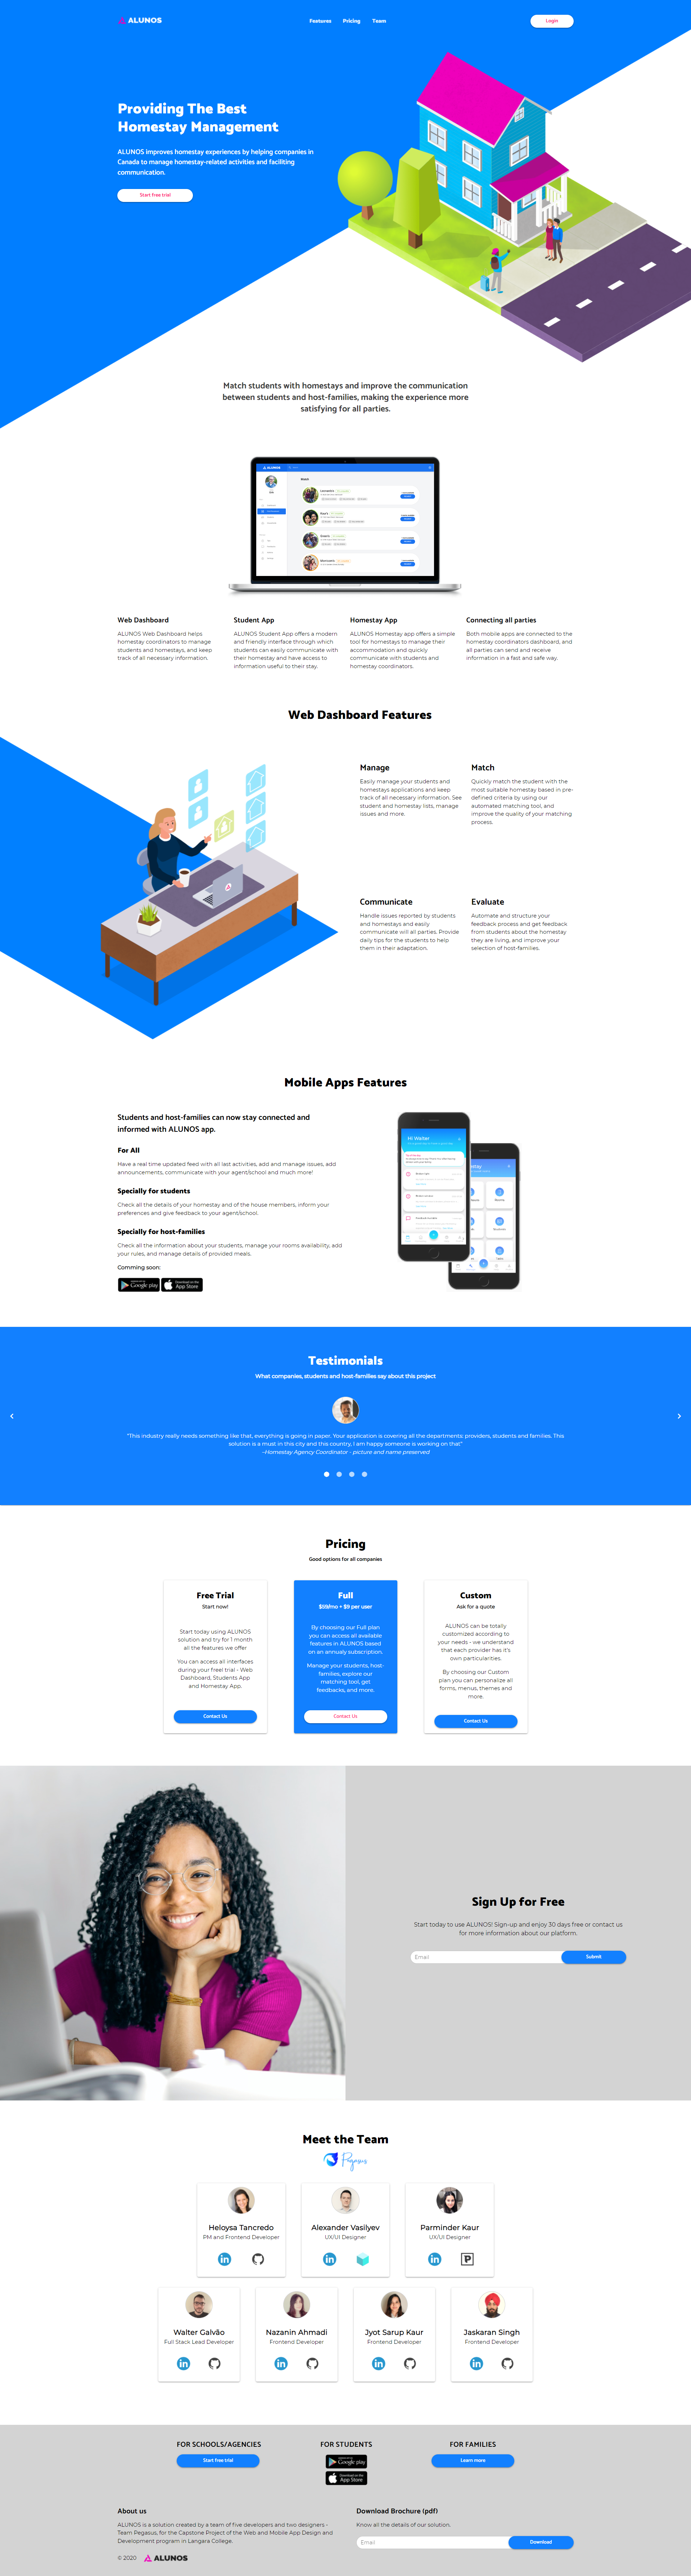 ALUNOS
Features
Pricing
Team
Login
Providing The Best
Homestay Management
ALUNOS improves homestay experiences by helping companies in
Canada to manage homestay-related activities and faciliting
communication.
Start free trial
Match students with homestays and improve the communication
between students and host-families, making the experience more
satisfying for all parties.
ALUNOS
Web Dashboard
ALUNOS Web Dashboard helps
homestay coordinators to manage
students and homestays, and keep
track of all necessary information.
Student App
ALUNOS Student App offers a modern
and friendly interface through which
students can easily communicate with
their homestay and have access to
information useful to their stay.
Homestay App
ALUNOS Homestay app offers a simple
tool for homestays to manage their
accommodation and quickly
communicate with students and
homestay coordinators.
Connecting all parties
Both mobile apps are connected to the
homestay coordinators dashboard, and
all parties can send and receive
information in a fast and safe way.
Web Dashboard Features
Manage
Easily manage your students and
homestays applications and keep
track of all necessary information. See
student and homestay lists, manage
issues and more.
Match
Quickly match the student with the
most suitable homestay based in pre-
defined criteria by using our
automated matching tool, and
improve the quality of your matching
process.
Communicate
Handle issues reported by students
and homestays and easily
communicate will all parties. Provide
daily tips for the students to help
them in their adaptation.
Evaluate
Automate and structure your
feedback process and get feedback
from students about the homestay
they are living, and improve your
selection of host-families.
Mobile Apps Features
Students and host-families can now stay connected and
informed with ALUNOS app.
For All
Have a real time updated feed with all last activities, add and manage issues, add
announcements, communicate with your agent/school and much more!
Specially for students
Check all the details of your homestay and of the house members, inform your
preferences and give feedback to your agent/school.
Specially for host-families
Check all the information about your students, manage your rooms availability, add
your rules, and manage details of provided meals.
Comming soon:
Google play
Download on the
App Store
Hi Walter
Testimonials
What companies, students and host-families say about this project
"This industry really needs something like that, everything is going in paper. Your application is covering all the departments: providers, students and families. This
solution is a must in this city and this country, I am happy someone is working on that"
-Homestay Agency Coordinator - picture and name preserved
Pricing
Good options for all companies
Free Trial
Start now!
Start today using ALUNOS
solution and try for 1 month
all the features we offer
You can access all interfaces
during your freel trial - Web
Dashboard, Students App
and Homestay App.
Contact Us
Full
$59/mo + $9 per user
By choosing our Full plan
you can access all available
features in ALUNOS based
on an annualy subscription.
Manage your students, host-
families, explore our
matching tool, get
feedbacks, and more.
Contact Us
Custom
Ask for a quote
ALUNOS can be totally
customized according to
your needs - we understand
that each provider has it's
own particularities.
By choosing our Custom
plan you can personalize all
forms, menus, themes and
more.
Contact Us
Sign Up for Free
Start today to use ALUNOS! Sign-up and enjoy 30 days free or contact us
for more information about our platform.
Email
Submit
Meet the Team
Pegasus
Heloysa Tancredo
PM and Frontend Developer
Alexander Vasilyev
UX/UI Designer
Parminder Kaur
UX/UI Designer
Walter Galvão
Full Stack Lead Developer
Nazanin Ahmadi
Frontend Developer
Jyot Sarup Kaur
Frontend Developer
Jaskaran Singh
Frontend Developer
FOR SCHOOLS/AGENCIES
Start free trial
FOR STUDENTS
Google play
Download on the
App Store
FOR FAMILIES
Learn more
About us
ALUNOS is a solution created by a team of five developers and two designers -
Team Pegasus, for the Capstone Project of the Web and Mobile App Design and
Development program in Langara College.
© 2020
ALUNOS
Download Brochure (pdf)
Know all the details of our solution.
Email
Download